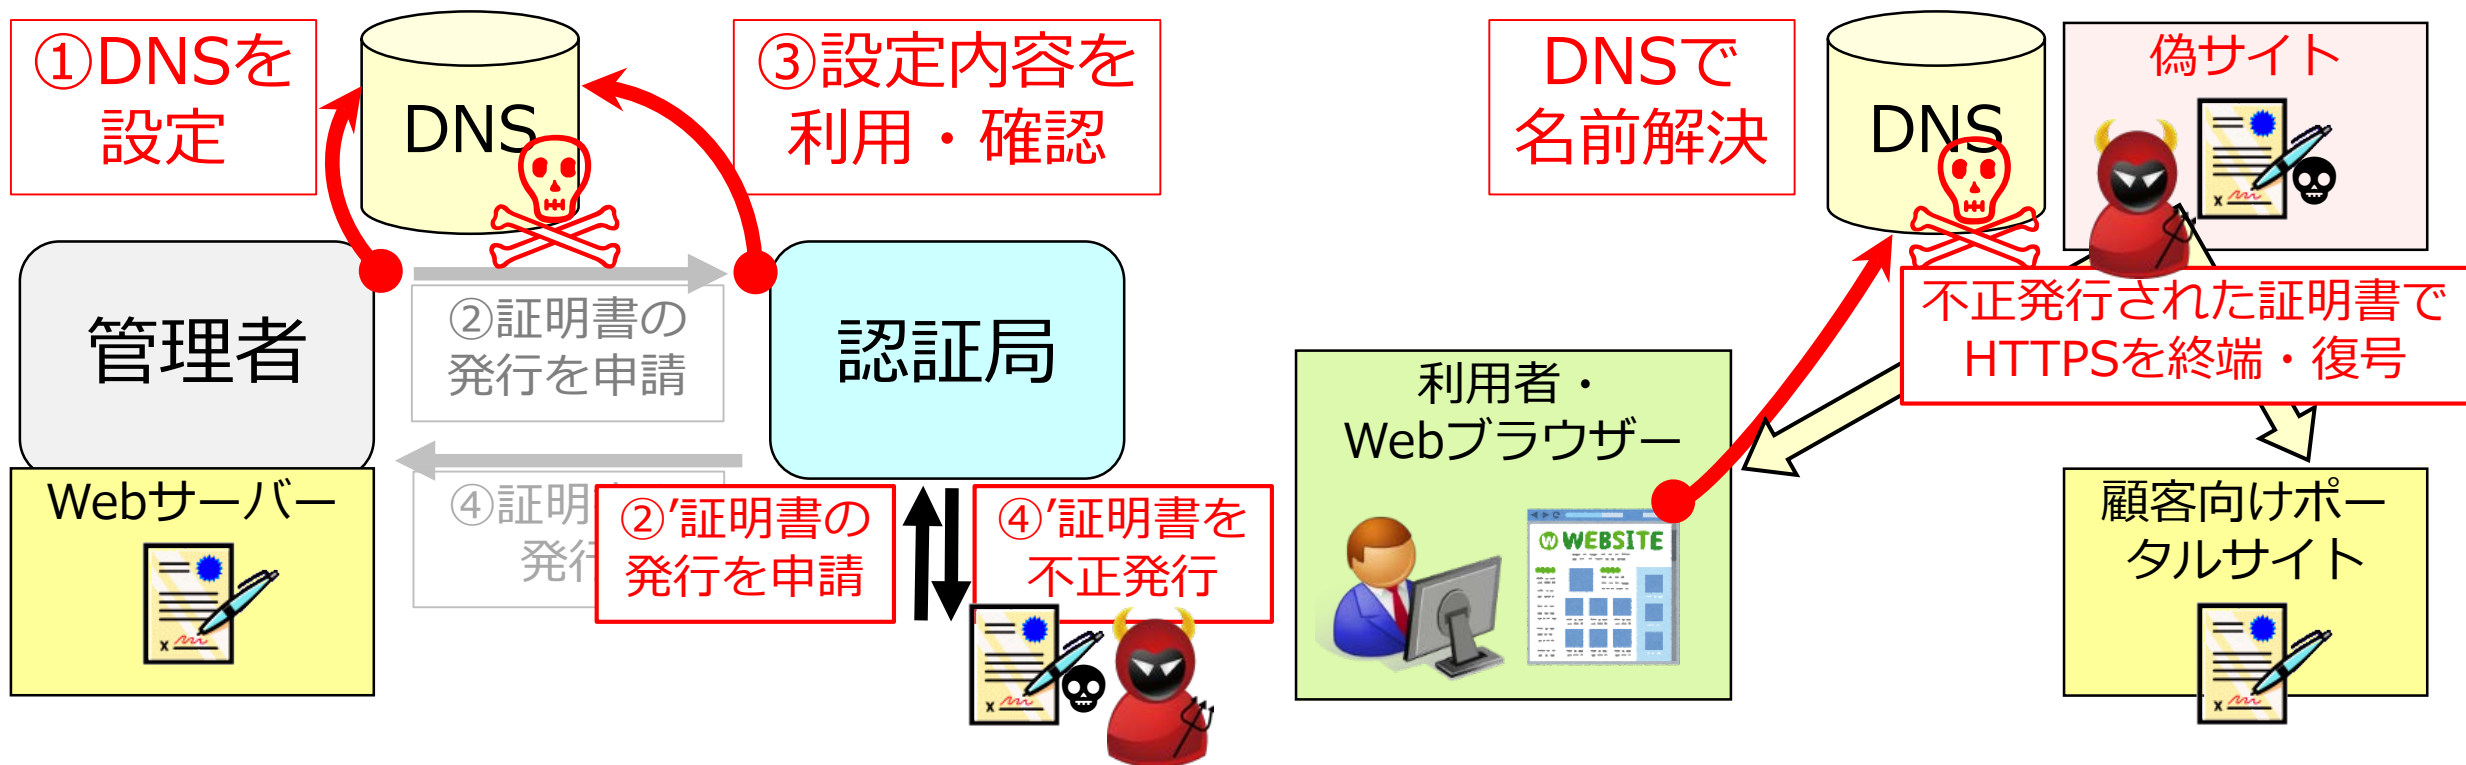 ①DNSを
設定
DNS
③設定内容を
利用・確認
管理者
②証明書の
発行を申請
認証局
Webサーバー
④証明
発行
②’証明書の
発行を申請
④’証明書を
不正発行
DNSで
名前解決
DNS
偽サイト
不正発行された証明書で
HTTPSを終端・復号
利用者・
Webブラウザー
W WEBSITE
顧客向けポー
タルサイト